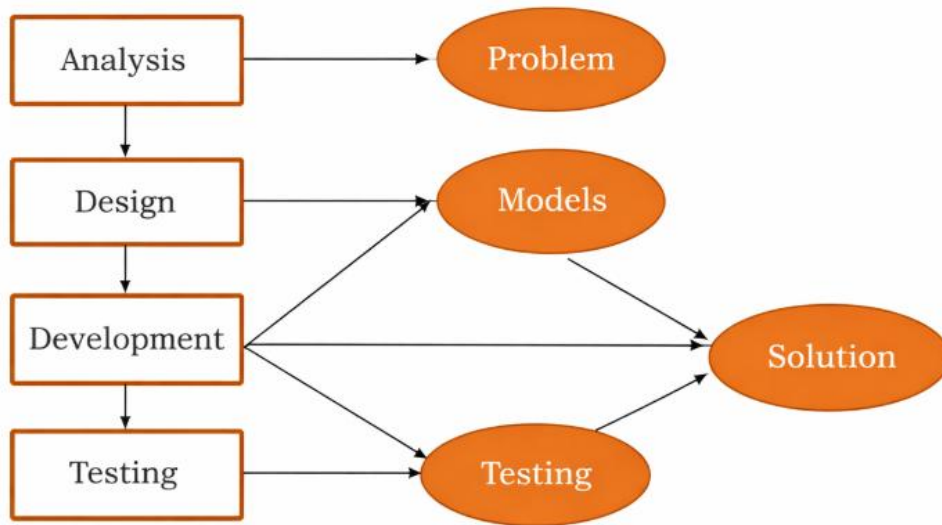 Analysis
Problem
Design
Models
Development
Solution
Testing
Testing